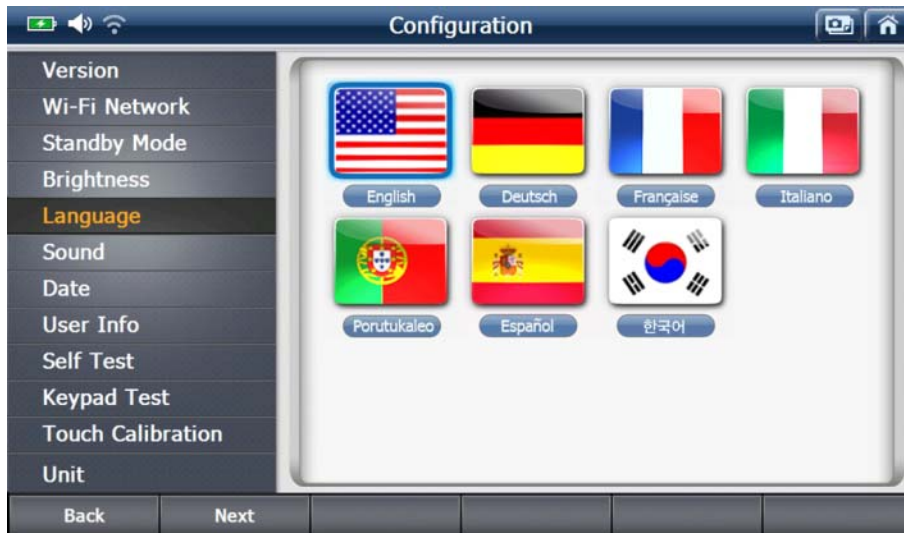 Configuration
Version
Wi-Fi Network
Standby Mode
Brightness
Language
Sound
Date
User Info
Self Test
Keypad Test
Touch Calibration
Unit
English Deutsch Française Italiano
Porutukaleo Español 한국어
Back Next